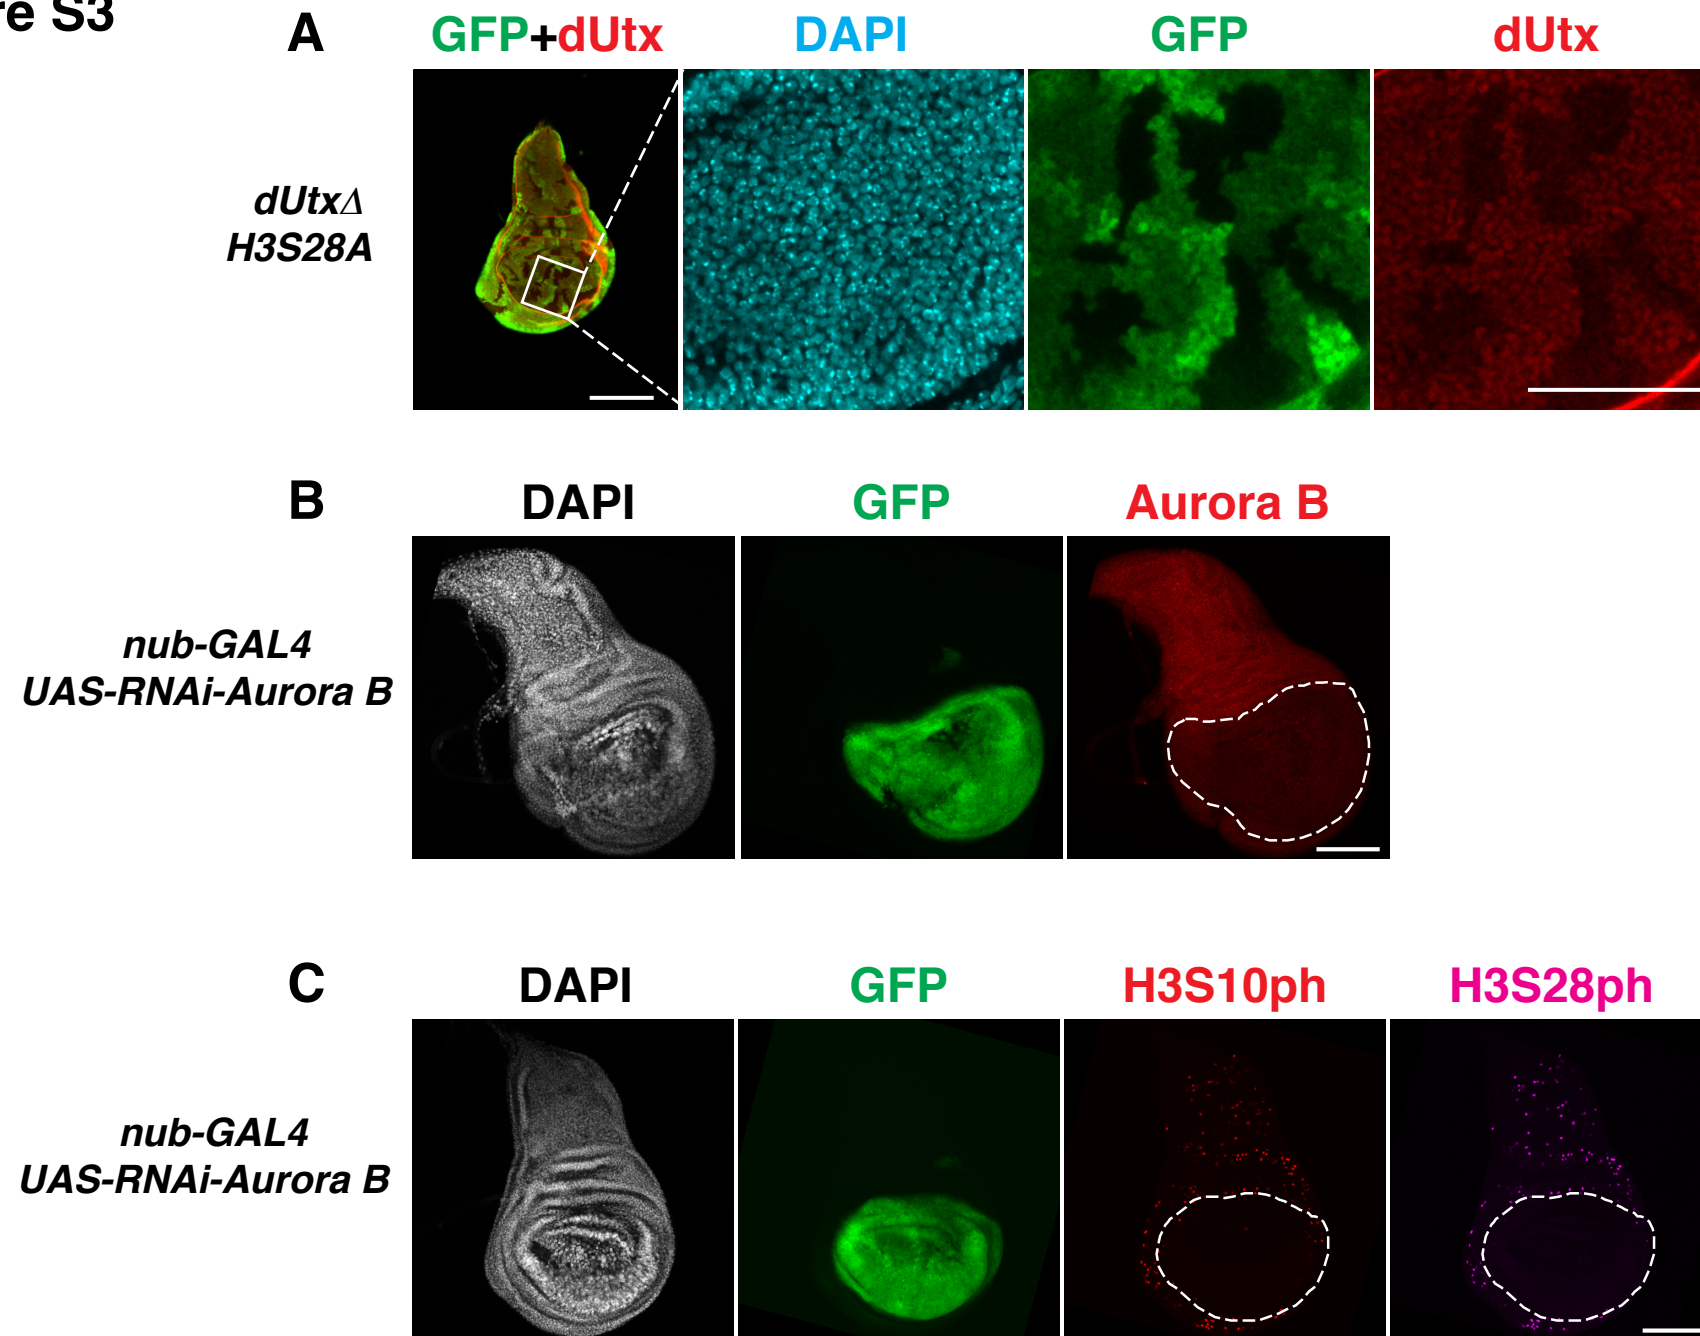 re S3
A GFP+dUtx DAPI GFP dUtx
dUtxΔ
H3S28A
B DAPI GFP Aurora B
nub-GAL4
UAS-RNAi-Aurora B
C DAPI GFP H3S10ph H3S28ph
nub-GAL4
UAS-RNAi-Aurora B